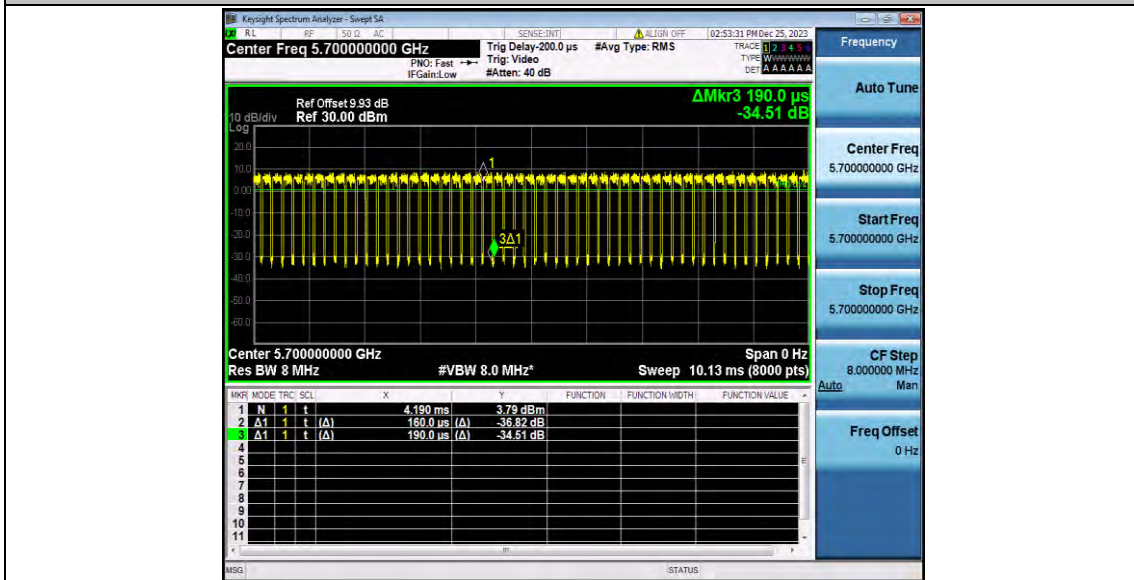 Keysight Spectrum Analyzer - Swept SA
RL RF 50 Ω AC SENSE:INT ALIGN OFF 02:53:31 PM Dec 25, 2023
Center Freq 5.700000000 GHz Trig Delay-200.0 µs #Avg Type: RMS TRACE 1 2 3 4 5 6
PNO: Fast Trig: Video TYPE WWWWWW
IFGain:Low #Atten: 40 dB DET A A A A A A
Frequency
Auto Tune
Center Freq
5.700000000 GHz
Start Freq
5.700000000 GHz
Stop Freq
5.700000000 GHz
CF Step
8.000000 MHz
Auto Man
Freq Offset
0 Hz
ΔMkr3 190.0 µs
-34.51 dB
Ref Offset 9.93 dB
10 dB/div Ref 30.00 dBm
Log
20.0
10.0
0.00
-10.0
-20.0
-30.0
-40.0
-50.0
-60.0
1
3Δ1
Center 5.700000000 GHz Span 0 Hz
Res BW 8 MHz #VBW 8.0 MHz* Sweep 10.13 ms (8000 pts)
MKR MODE TRC SCL X Y FUNCTION FUNCTION WIDTH FUNCTION VALUE
1 N 1 t 4.190 ms 3.79 dBm
2 Δ1 1 t (Δ) 160.0 µs (Δ) -36.82 dB
3 Δ1 1 t (Δ) 190.0 µs (Δ) -34.51 dB
4
5
6
7
8
9
10
11
MSG STATUS